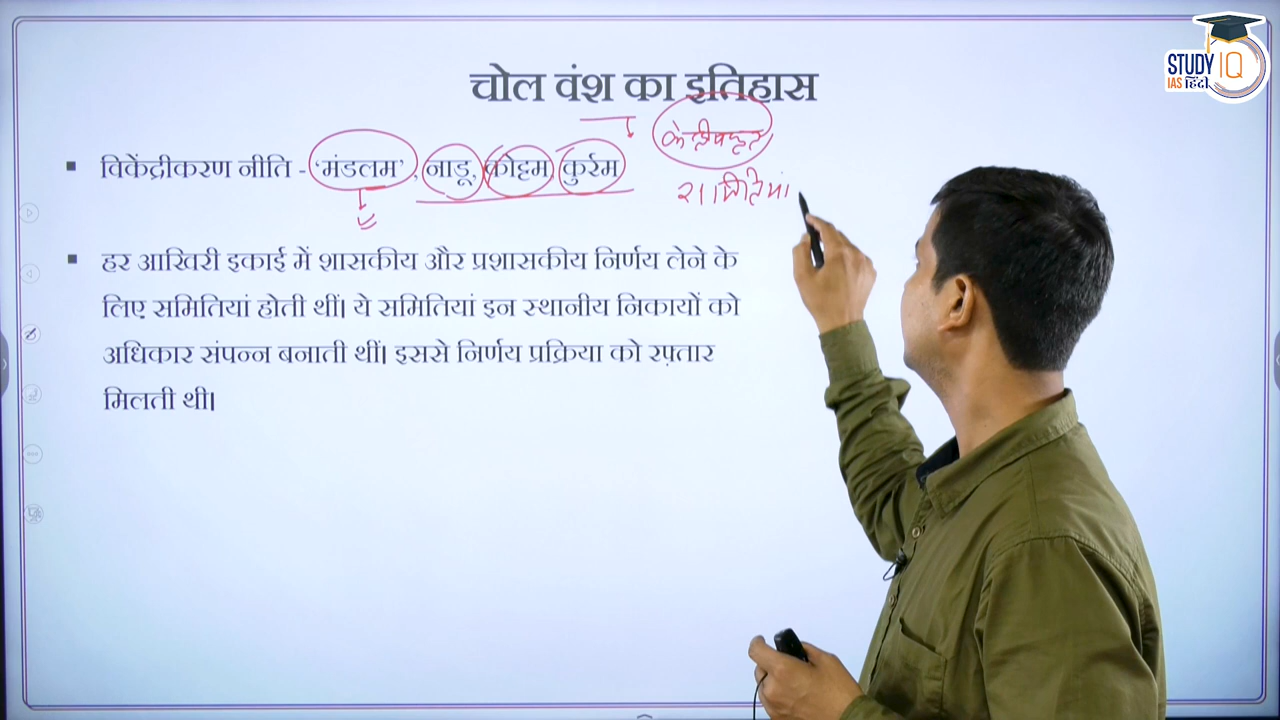 STUDY IQ
IAS हिंदी
चोल वंश का इतिहास
विकेंद्रीकरण नीति - ‘मंडलम’, नाडू, कोट्टम कुर्रम
समितियां
हर आखिरी इकाई में शासकीय और प्रशासकीय निर्णय लेने के
लिए समितियां होती थीं। ये समितियां इन स्थानीय निकायों को
अधिकार संपन्न बनाती थीं। इससे निर्णय प्रक्रिया को रफ़्तार
मिलती थी।